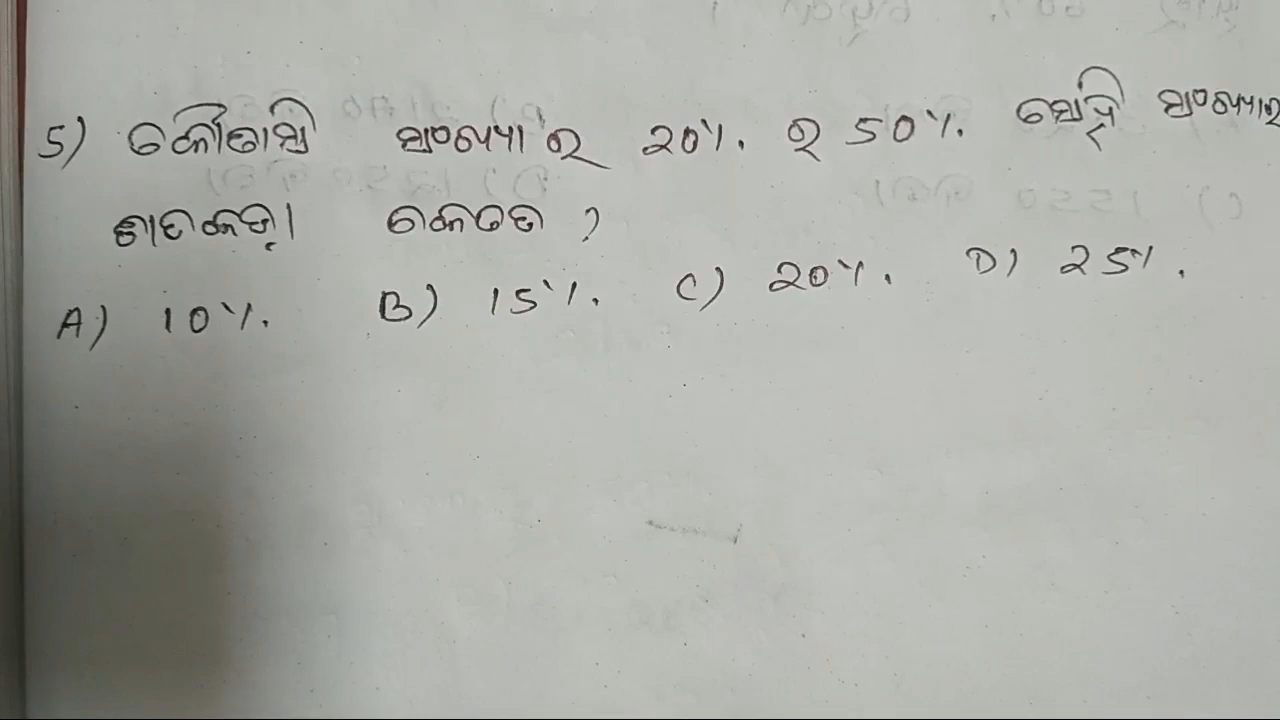 5) କୌଣସି ସଂଖ୍ୟା ର 20%. ର 50%. ସେହି ସଂଖ୍ୟାର
ଶତକଡ଼ା କେତେ ?
A) 10%. B) 15%. C) 20%. D) 25%.